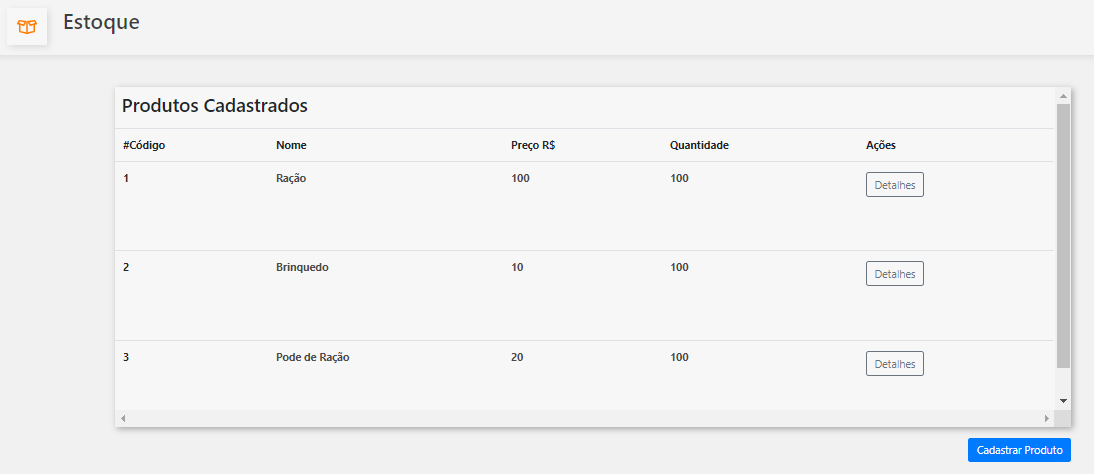 Estoque
Produtos Cadastrados
#Código Nome Preço R$ Quantidade Ações
1 Ração 100 100 Detalhes
2 Brinquedo 10 100 Detalhes
3 Pode de Ração 20 100 Detalhes
Cadastrar Produto